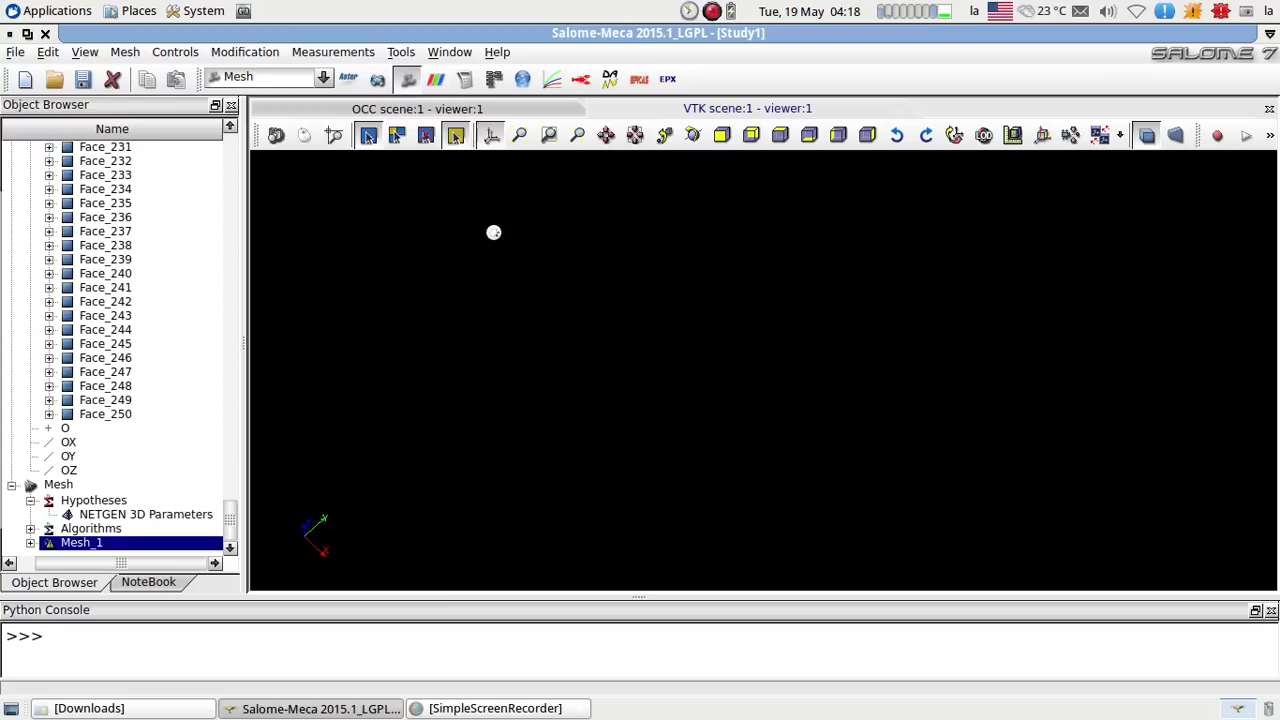 Applications Places System Tue, 19 May 04:18 la 23 °C la
Salome-Meca 2015.1_LGPL - [Study1]
File Edit View Mesh Controls Modification Measurements Tools Window Help
SALOME 7
Mesh Aster EFICAS EPX
Object Browser
OCC scene:1 - viewer:1 VTK scene:1 - viewer:1
Name
Face_231
Face_232
Face_233
Face_234
Face_235
Face_236
Face_237
Face_238
Face_239
Face_240
Face_241
Face_242
Face_243
Face_244
Face_245
Face_246
Face_247
Face_248
Face_249
Face_250
O
OX
OY
OZ
Mesh
Hypotheses
NETGEN 3D Parameters
Algorithms
Mesh_1
Y
X
Object Browser NoteBook
Python Console
>>>
[Downloads] Salome-Meca 2015.1_LGPL... [SimpleScreenRecorder]